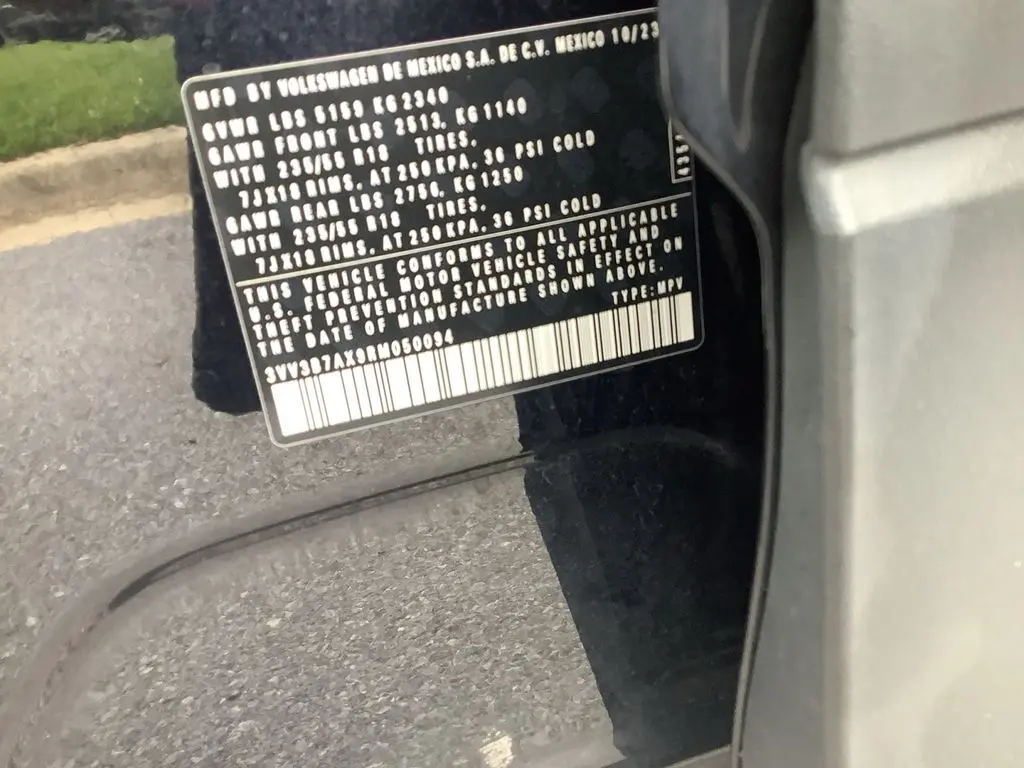 MFD BY VOLKSWAGEN DE MEXICO S.A. DE C.V. MEXICO 10/23
GVWR LBS 5159 KG 2340
GAWR FRONT LBS 2513, KG 1140
WITH 235/55 R18 TIRES.
7JX18 RIMS, AT 250 KPA, 36 PSI COLD
GAWR REAR LBS 2756, KG 1250
WITH 235/55 R18 TIRES.
7JX18 RIMS, AT 250 KPA, 36 PSI COLD
THIS VEHICLE CONFORMS TO ALL APPLICABLE
U.S. FEDERAL MOTOR VEHICLE SAFETY AND
THEFT PREVENTION STANDARDS IN EFFECT ON
THE DATE OF MANUFACTURE SHOWN ABOVE.
TYPE:MPV
3VV3B7AX9RM050094